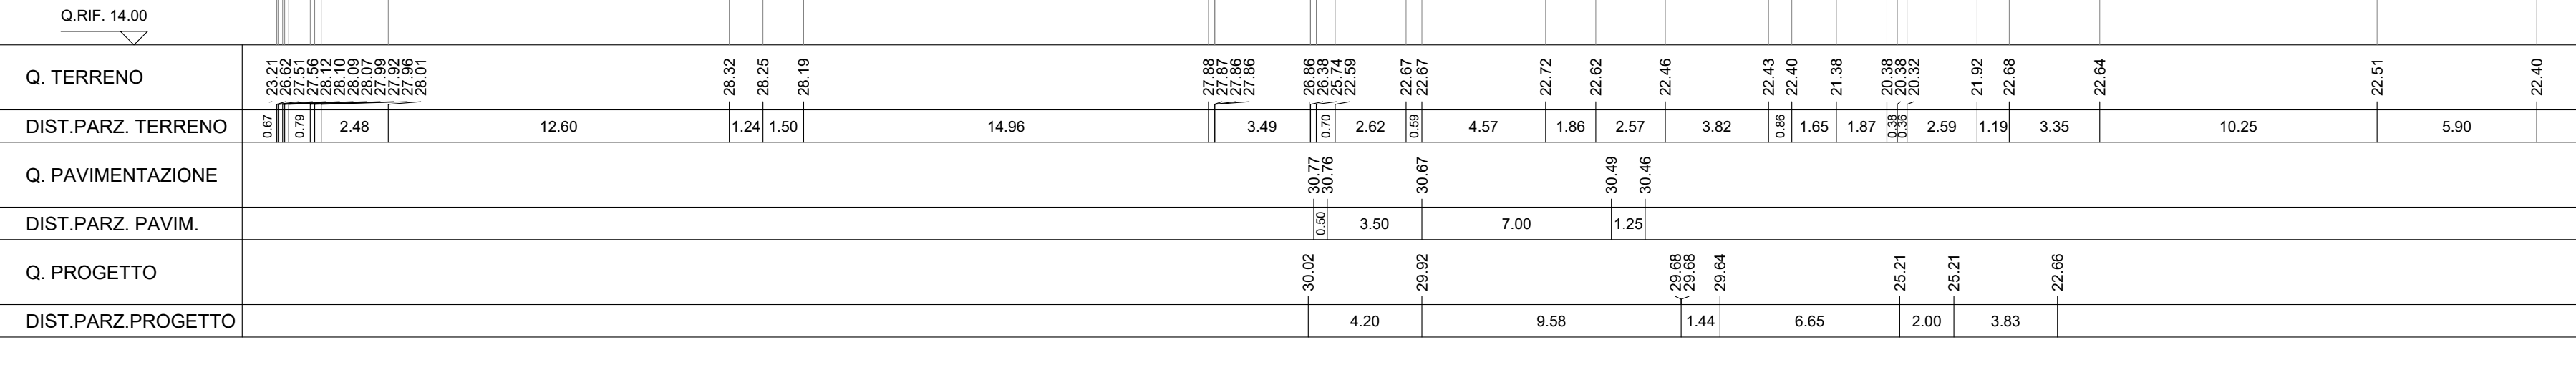 Q.RIF. 14.00
Q. TERRENO 23.21 26.62 27.51 27.56 28.12 28.10 28.09 28.07 27.99 27.92 27.96 28.01 28.32 28.25 28.19 27.88 27.87 27.86 27.86 26.86 26.38 25.74 22.59 22.67 22.67 22.72 22.62 22.46 22.43 22.40 21.38 20.38 20.38 20.32 21.92 22.68 22.64 22.51 22.40
DIST.PARZ. TERRENO 0.67 0.79 2.48 12.60 1.24 1.50 14.96 3.49 0.70 2.62 0.59 4.57 1.86 2.57 3.82 0.86 1.65 1.87 0.38 0.36 2.59 1.19 3.35 10.25 5.90
Q. PAVIMENTAZIONE 30.77 30.76 30.67 30.49 30.46
DIST.PARZ. PAVIM. 0.50 3.50 7.00 1.25
Q. PROGETTO 30.02 29.92 29.68 29.68 29.64 25.21 25.21 22.66
DIST.PARZ.PROGETTO 4.20 9.58 1.44 6.65 2.00 3.83